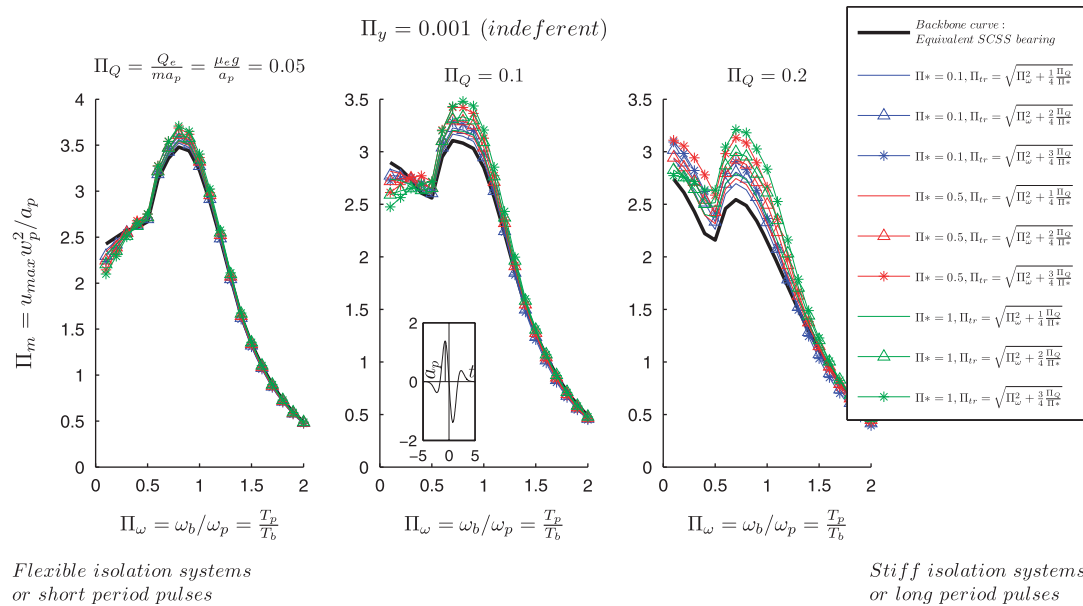 Π_y = 0.001 (indeferent)
Π_Q = Q_e/ma_p = μ_e g/a_p = 0.05
Π_Q = 0.1
Π_Q = 0.2
Π_m = u_max w_p^2/a_p
4
3.5
3
2.5
2
1.5
1
0.5
0
0 0.5 1 1.5 2
3.5
3
2.5
2
1.5
1
0.5
0
0 0.5 1 1.5 2
2
0
−2
−5 0 5
a_p
t
3.5
3
2.5
2
1.5
1
0.5
0
0 0.5 1 1.5 2
Π_ω = ω_b/ω_p = T_p/T_b
Π_ω = ω_b/ω_p = T_p/T_b
Π_ω = ω_b/ω_p = T_p/T_b
Backbone curve :
Equivalent SCSS bearing
Π* = 0.1, Π_tr = √(Π_ω^2 + 1/4 Π_Q/Π*)
Π* = 0.1, Π_tr = √(Π_ω^2 + 2/4 Π_Q/Π*)
Π* = 0.1, Π_tr = √(Π_ω^2 + 3/4 Π_Q/Π*)
Π* = 0.5, Π_tr = √(Π_ω^2 + 1/4 Π_Q/Π*)
Π* = 0.5, Π_tr = √(Π_ω^2 + 2/4 Π_Q/Π*)
Π* = 0.5, Π_tr = √(Π_ω^2 + 3/4 Π_Q/Π*)
Π* = 1, Π_tr = √(Π_ω^2 + 1/4 Π_Q/Π*)
Π* = 1, Π_tr = √(Π_ω^2 + 2/4 Π_Q/Π*)
Π* = 1, Π_tr = √(Π_ω^2 + 3/4 Π_Q/Π*)
Flexible isolation systems
or short period pulses
Stiff isolation systems
or long period pulses